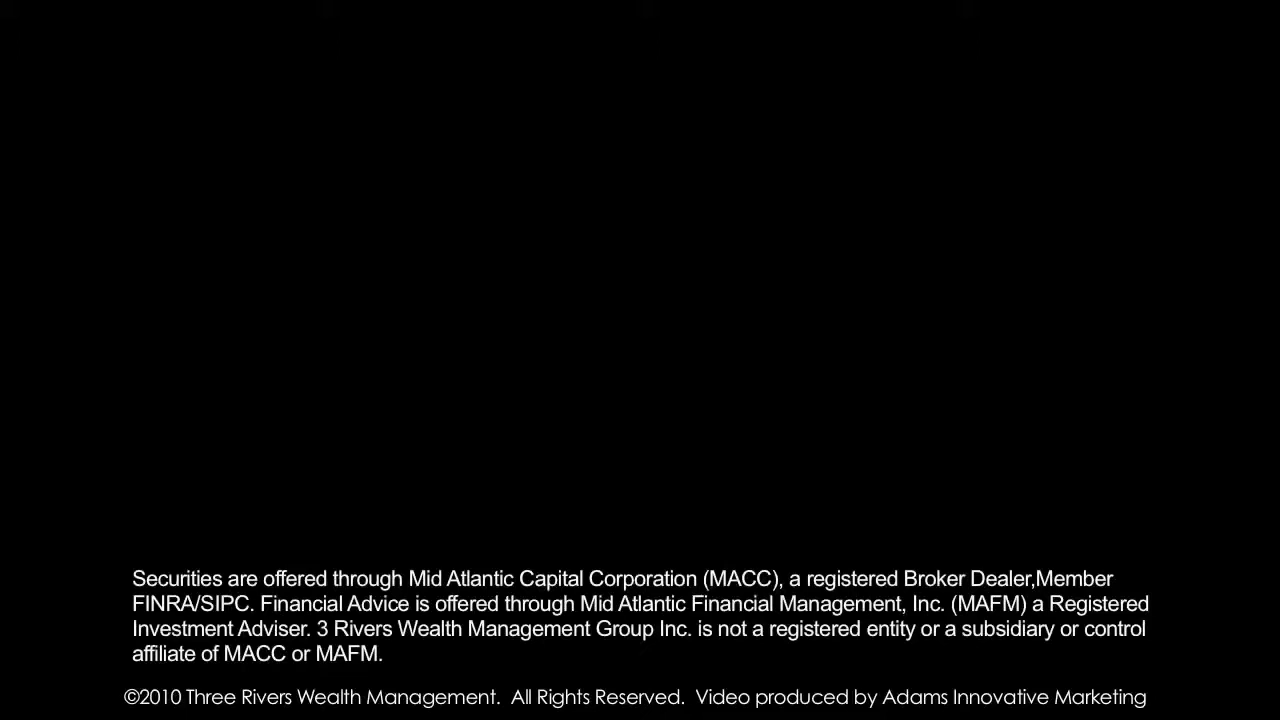 Securities are offered through Mid Atlantic Capital Corporation (MACC), a registered Broker Dealer,Member
FINRA/SIPC. Financial Advice is offered through Mid Atlantic Financial Management, Inc. (MAFM) a Registered
Investment Adviser. 3 Rivers Wealth Management Group Inc. is not a registered entity or a subsidiary or control
affiliate of MACC or MAFM.
©2010 Three Rivers Wealth Management.  All Rights Reserved.  Video produced by Adams Innovative Marketing